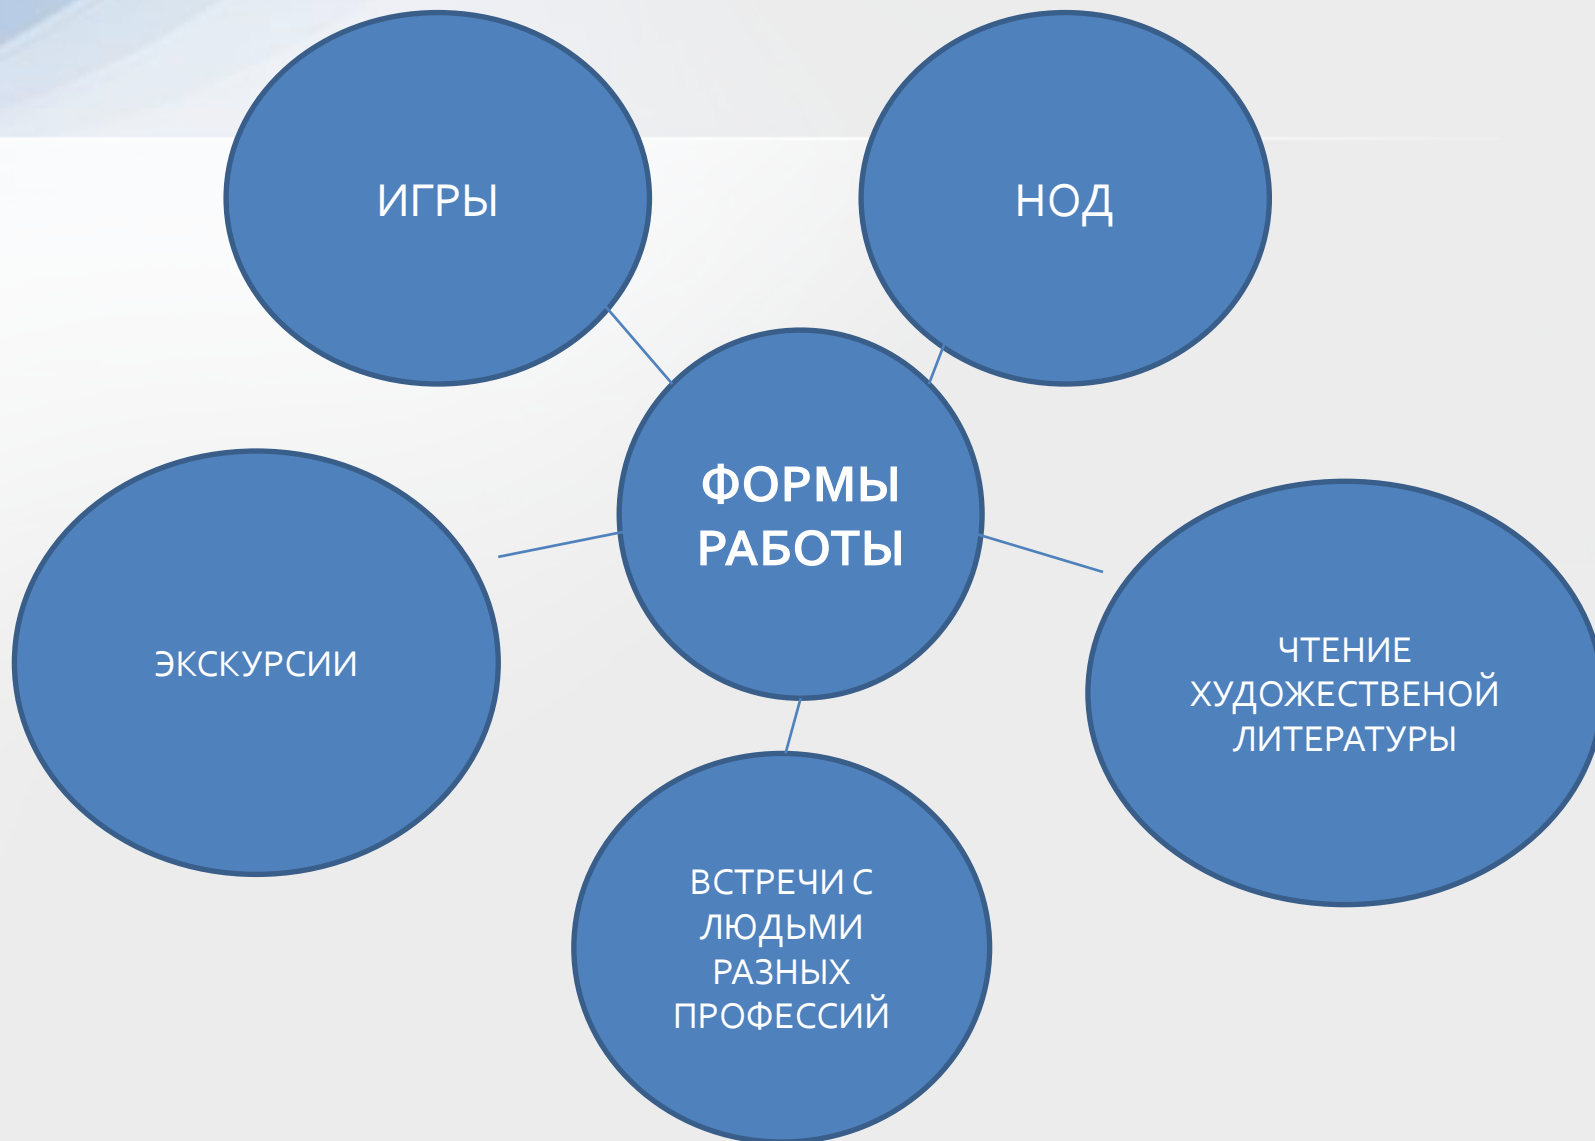 ИГРЫ
НОД
ФОРМЫ
РАБОТЫ
ЭКСКУРСИИ
ЧТЕНИЕ
ХУДОЖЕСТВЕНОЙ
ЛИТЕРАТУРЫ
ВСТРЕЧИ С
ЛЮДЬМИ
РАЗНЫХ
ПРОФЕССИЙ